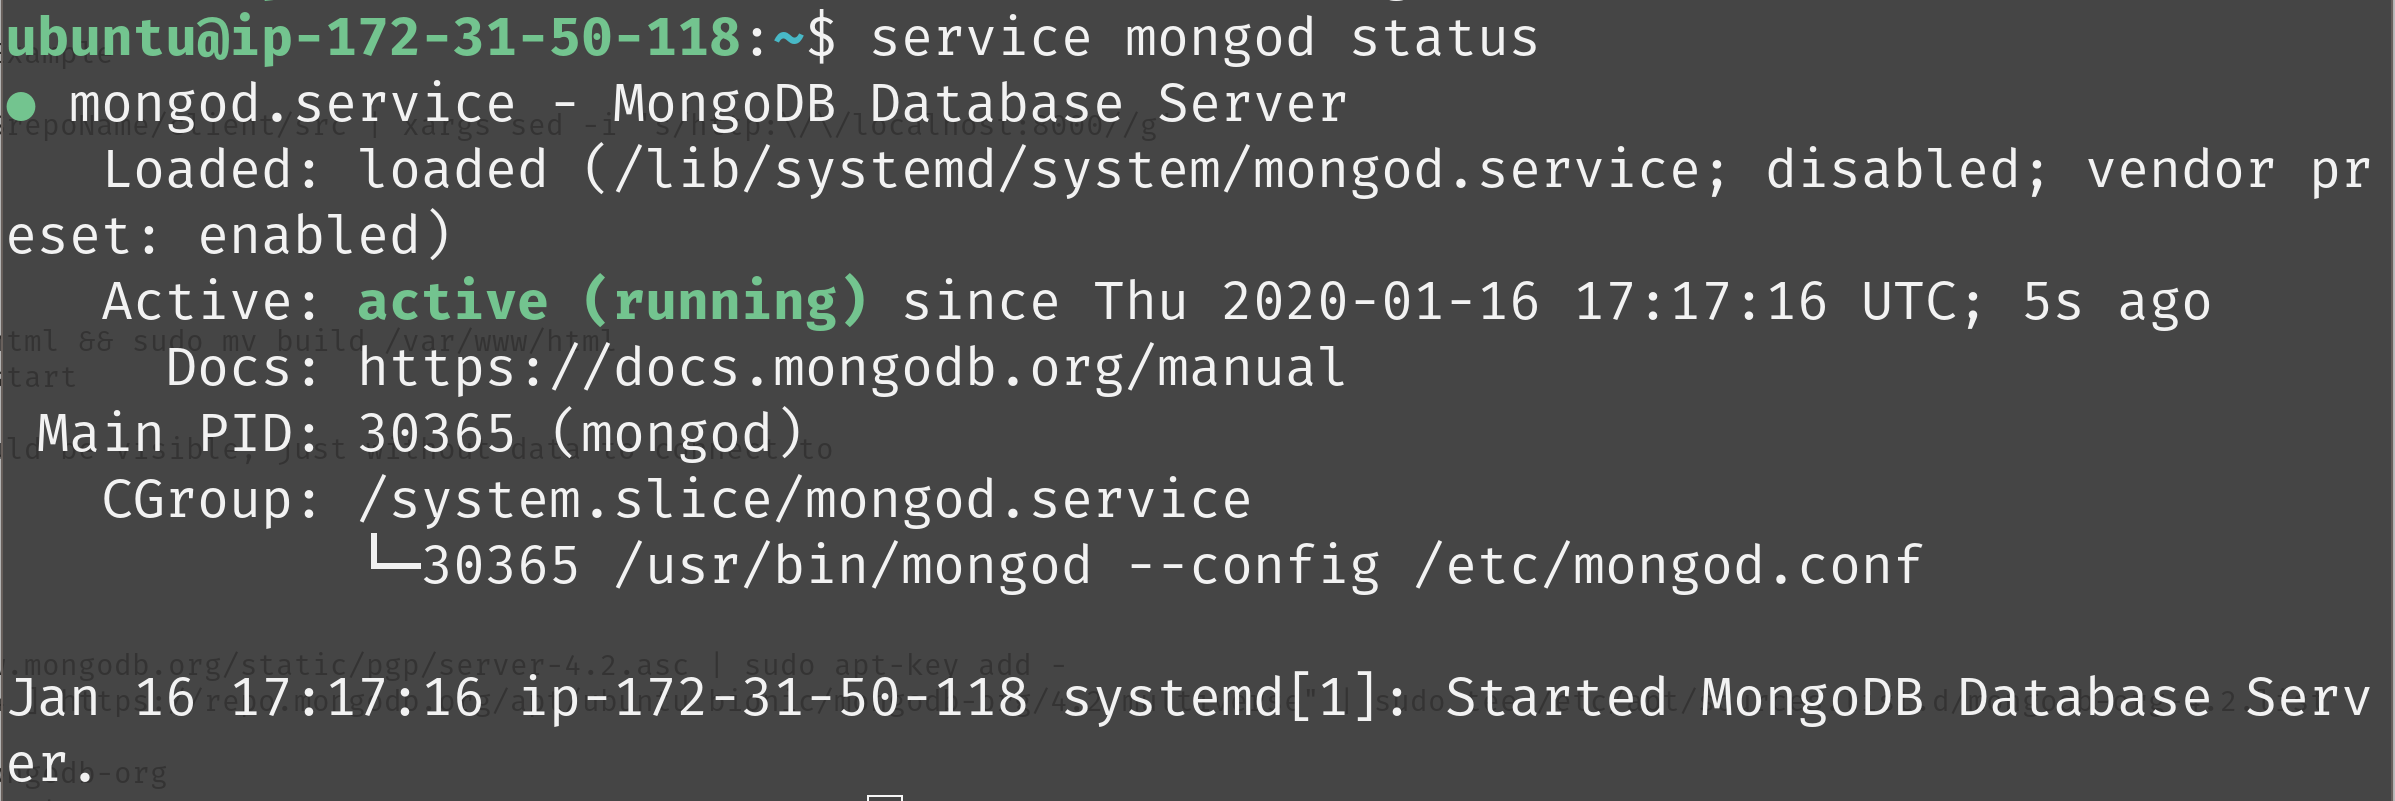 ubuntu@ip-172-31-50-118:~$ service mongod status
● mongod.service - MongoDB Database Server
Loaded: loaded (/lib/systemd/system/mongod.service; disabled; vendor pr
eset: enabled)
Active: active (running) since Thu 2020-01-16 17:17:16 UTC; 5s ago
Docs: https://docs.mongodb.org/manual
Main PID: 30365 (mongod)
CGroup: /system.slice/mongod.service
└─30365 /usr/bin/mongod --config /etc/mongod.conf
Jan 16 17:17:16 ip-172-31-50-118 systemd[1]: Started MongoDB Database Serv
er.